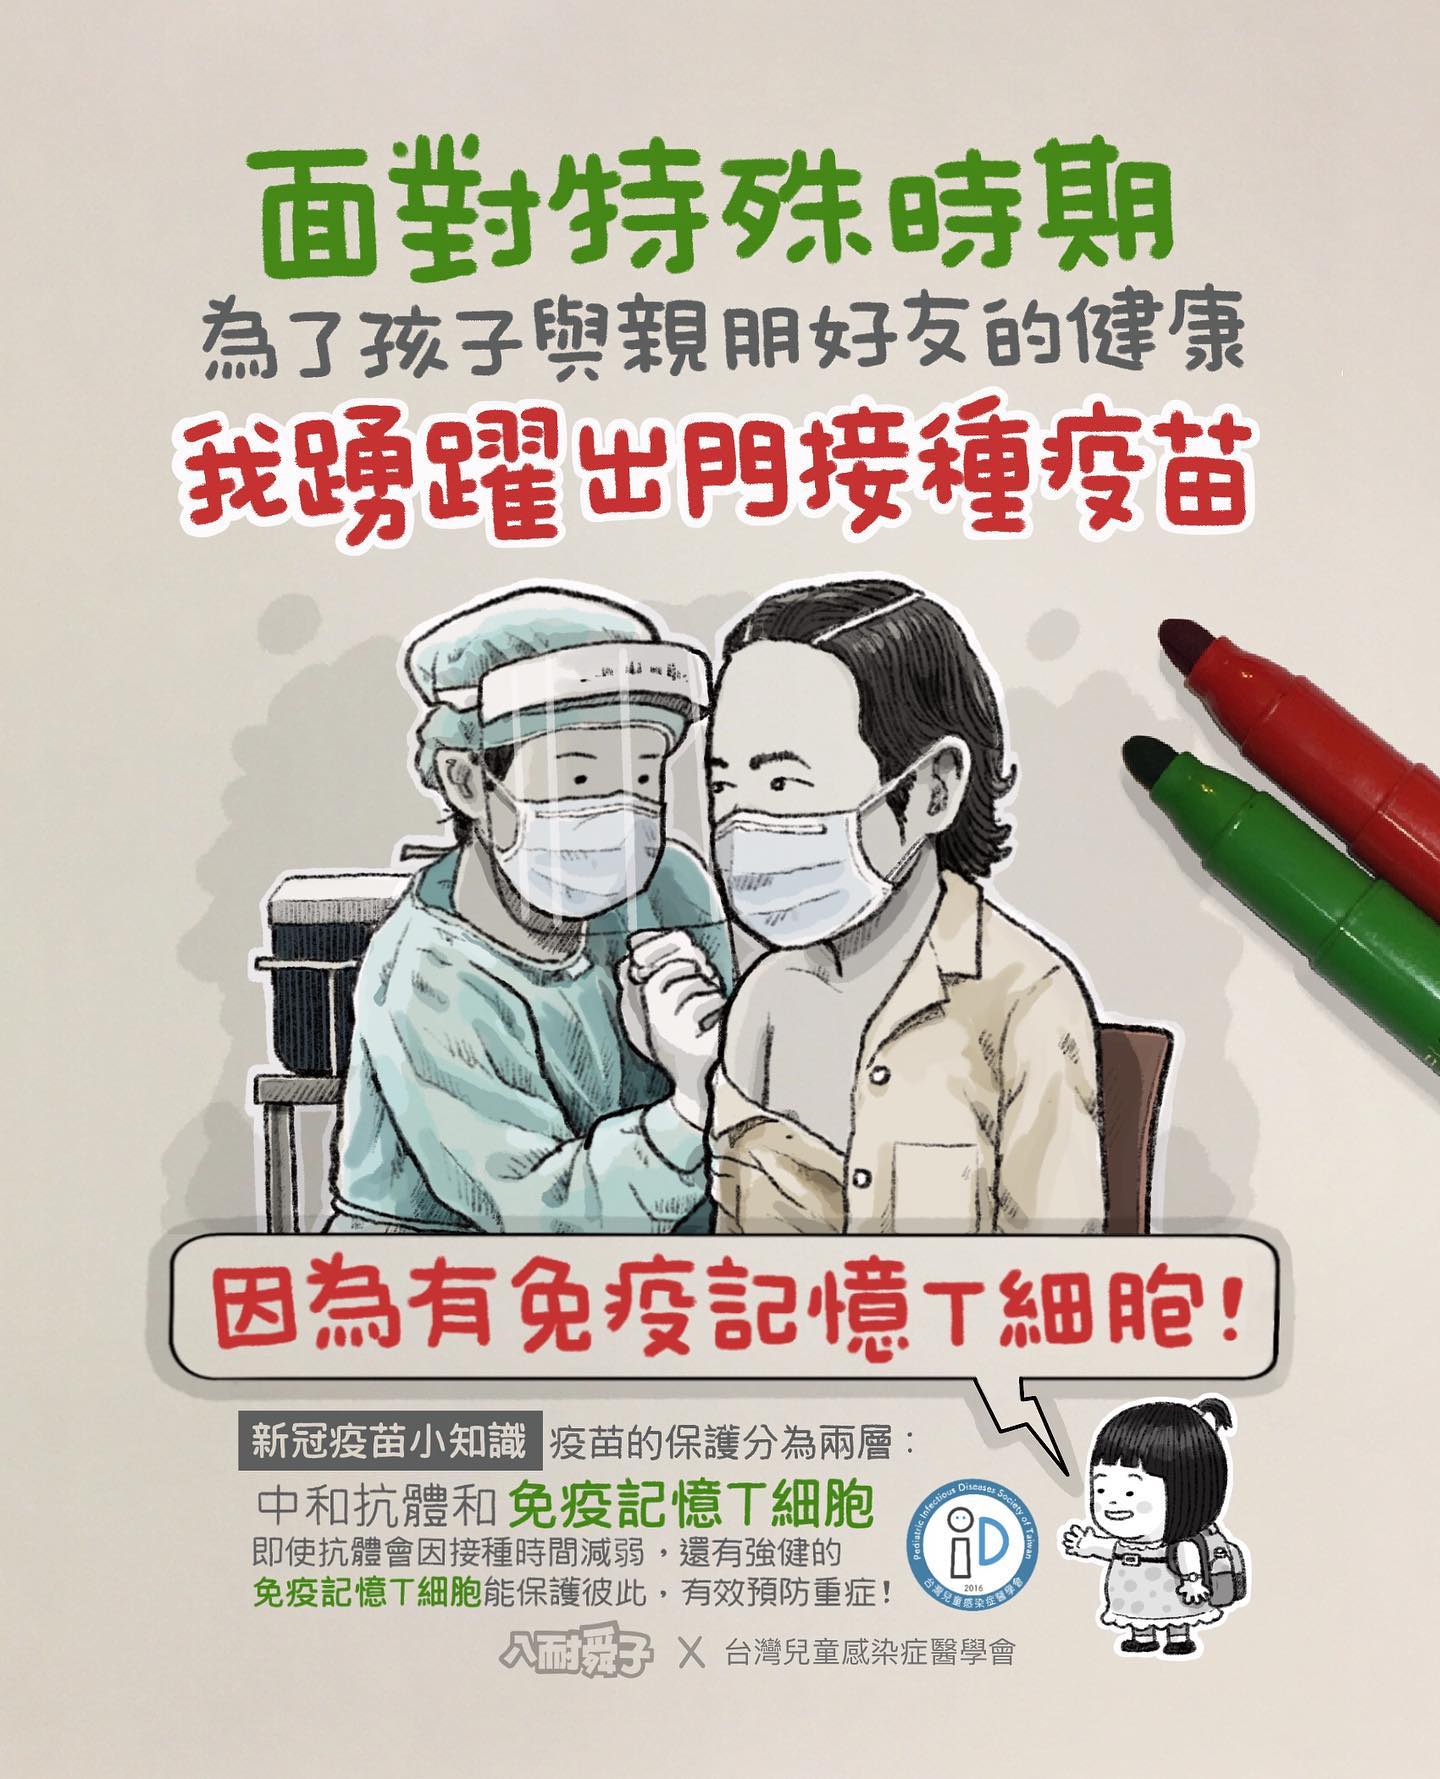 面對特殊時期
為了孩子與親朋好友的健康
我踴躍出門接種疫苗
因為有免疫記憶T細胞!
新冠疫苗小知識 疫苗的保護分為兩層：
中和抗體和免疫記憶T細胞
即使抗體會因接種時間減弱，還有強健的
免疫記憶T細胞能保護彼此，有效預防重症!
Pediatric Infectious Diseases Society of Taiwan
iD
2016
台灣兒童感染症醫學會
八耐舜子 X 台灣兒童感染症醫學會